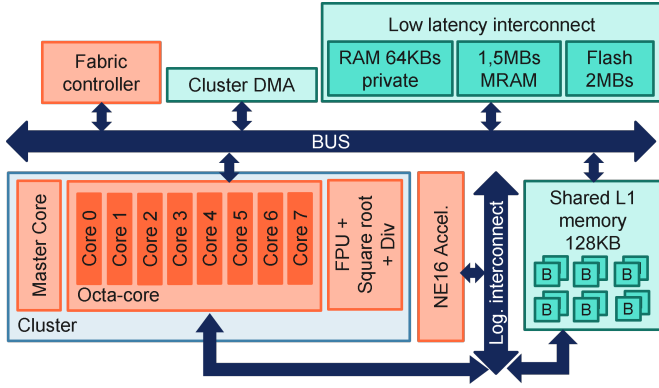 Low latency interconnect
Fabric
controller
Cluster DMA
RAM 64KBs
private
1,5MBs
MRAM
Flash
2MBs
BUS
Master Core
Core 0
Core 1
Core 2
Core 3
Core 4
Core 5
Core 6
Core 7
Octa-core
FPU +
Square root
+ Div
Cluster
NE16 Accel.
Log. interconnect
Shared L1
memory
128KB
B B B
B B B